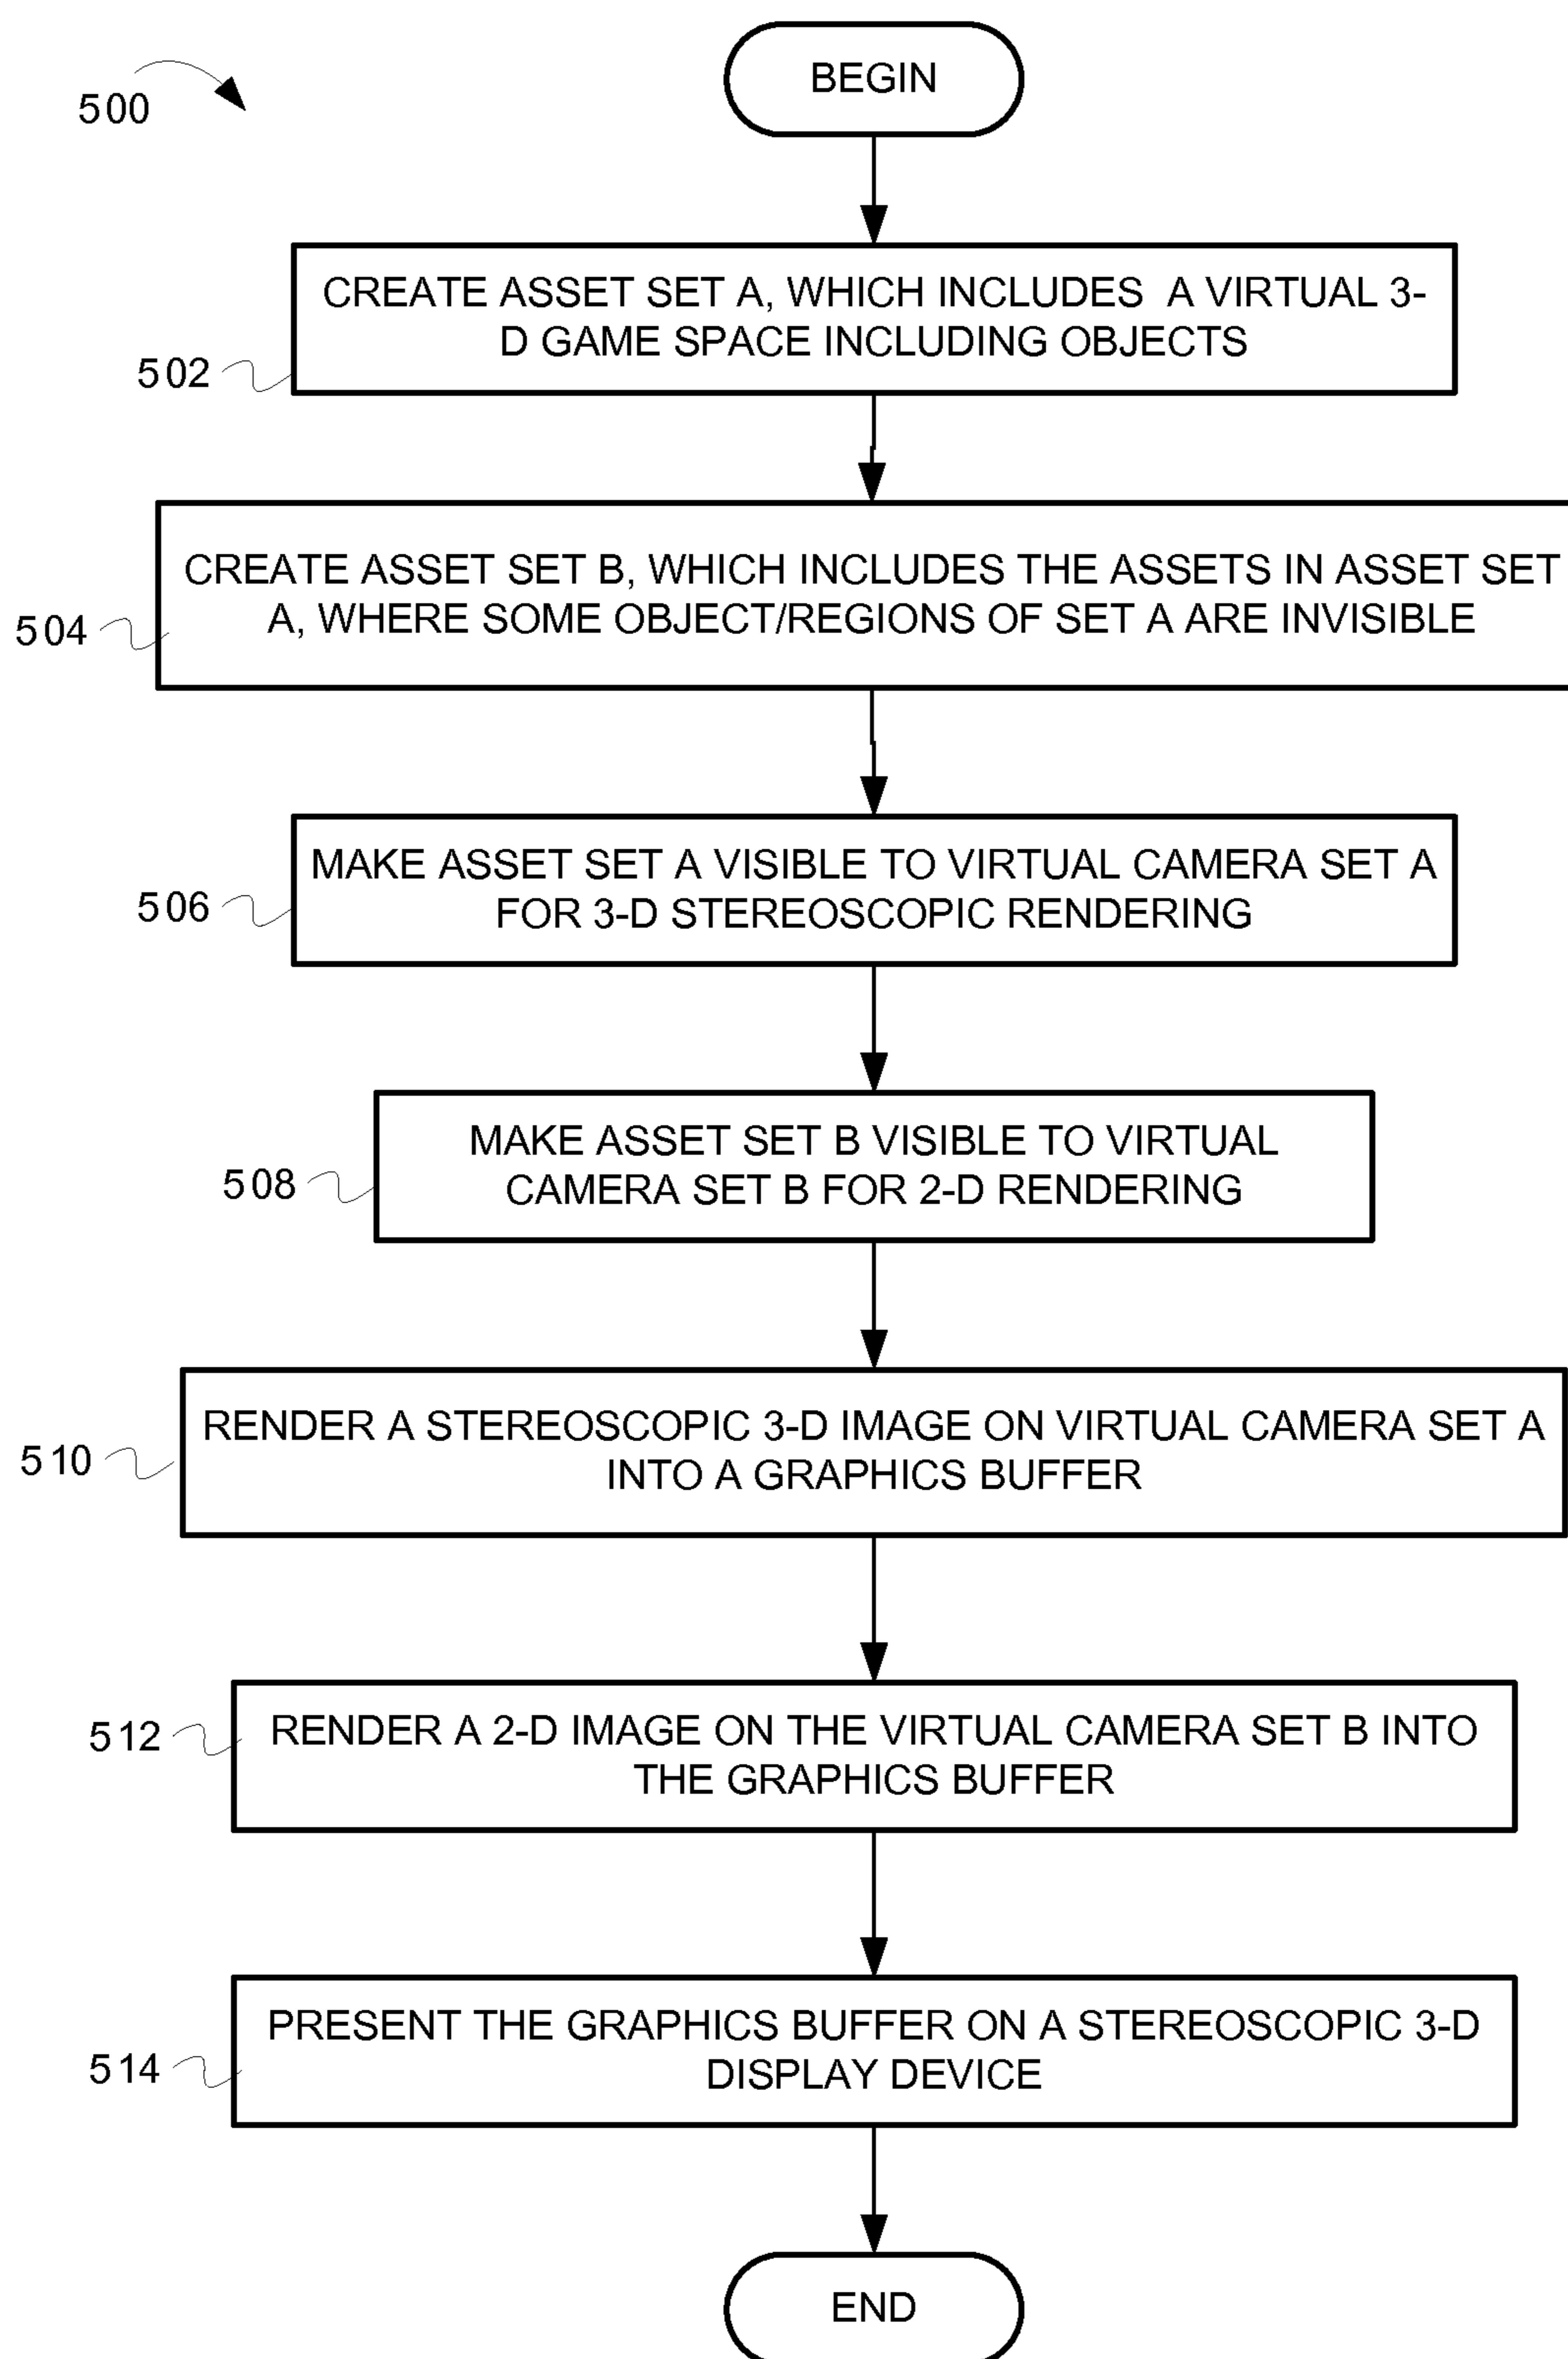 500
BEGIN
CREATE ASSET SET A, WHICH INCLUDES A VIRTUAL 3-
D GAME SPACE INCLUDING OBJECTS
502
CREATE ASSET SET B, WHICH INCLUDES THE ASSETS IN ASSET SET
A, WHERE SOME OBJECT/REGIONS OF SET A ARE INVISIBLE
504
MAKE ASSET SET A VISIBLE TO VIRTUAL CAMERA SET A
FOR 3-D STEREOSCOPIC RENDERING
506
MAKE ASSET SET B VISIBLE TO VIRTUAL
CAMERA SET B FOR 2-D RENDERING
508
RENDER A STEREOSCOPIC 3-D IMAGE ON VIRTUAL CAMERA SET A
INTO A GRAPHICS BUFFER
510
RENDER A 2-D IMAGE ON THE VIRTUAL CAMERA SET B INTO
THE GRAPHICS BUFFER
512
PRESENT THE GRAPHICS BUFFER ON A STEREOSCOPIC 3-D
DISPLAY DEVICE
514
END